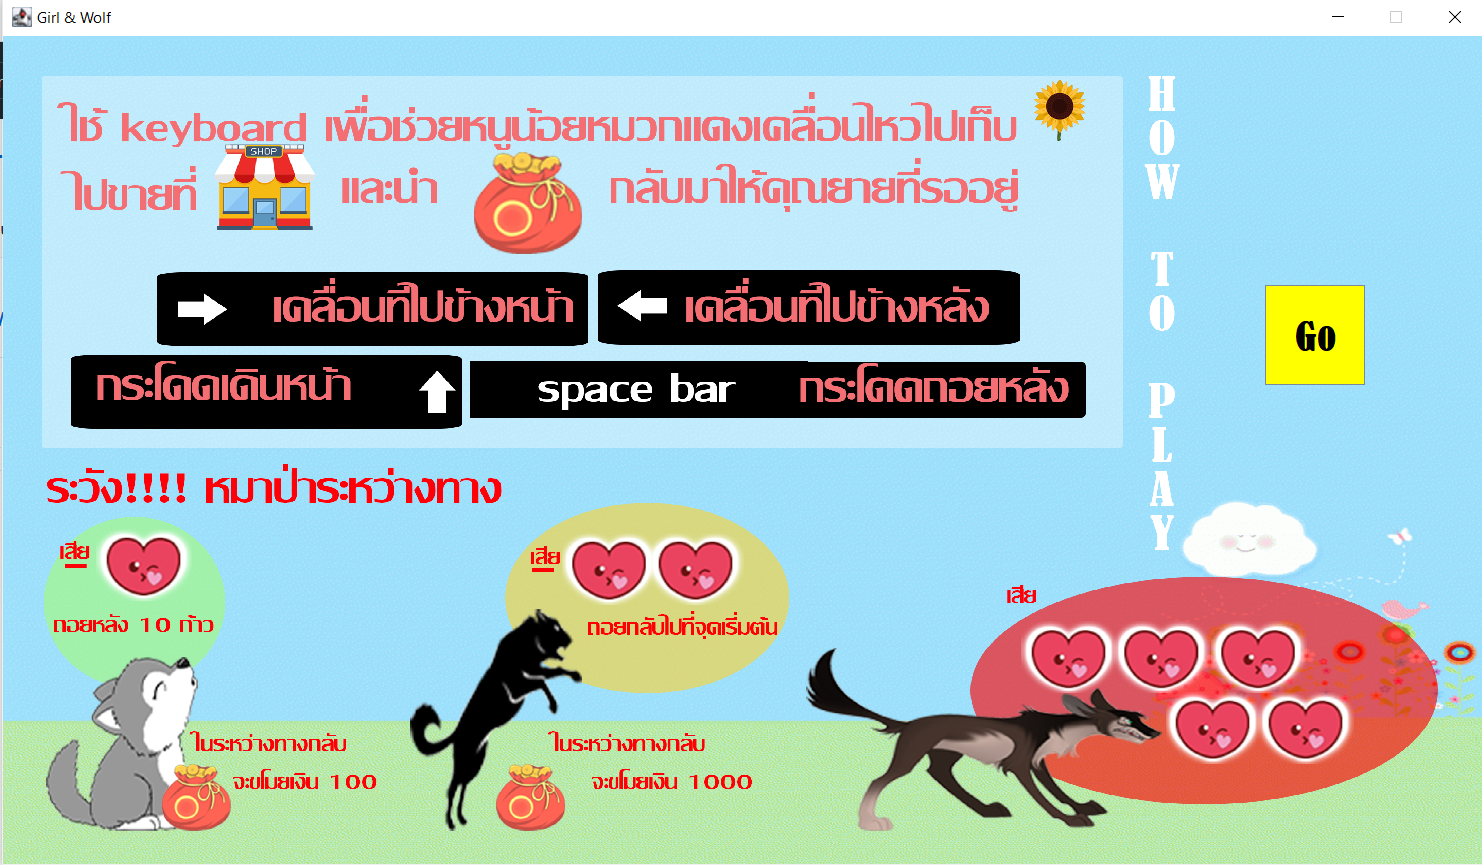 Girl & Wolf
ใช้ keyboard เพื่อช่วยหนูน้อยหมวกแดงเคลื่อนไหวไปเก็บ
SHOP
ไปขายที่ และนำ กลับมาให้คุณยายที่รออยู่
เคลื่อนที่ไปข้างหน้า
เคลื่อนที่ไปข้างหลัง
กระโดดเดินหน้า
space bar กระโดดถอยหลัง
HOW TO PLAY
Go
ระวัง!!!! หมาป่าระหว่างทาง
เสีย
ถอยหลัง 10 ก้าว
ในระหว่างทางกลับ
จะขโมยเงิน 100
เสีย
ถอยกลับไปที่จุดเริ่มต้น
ในระหว่างทางกลับ
จะขโมยเงิน 1000
เสีย